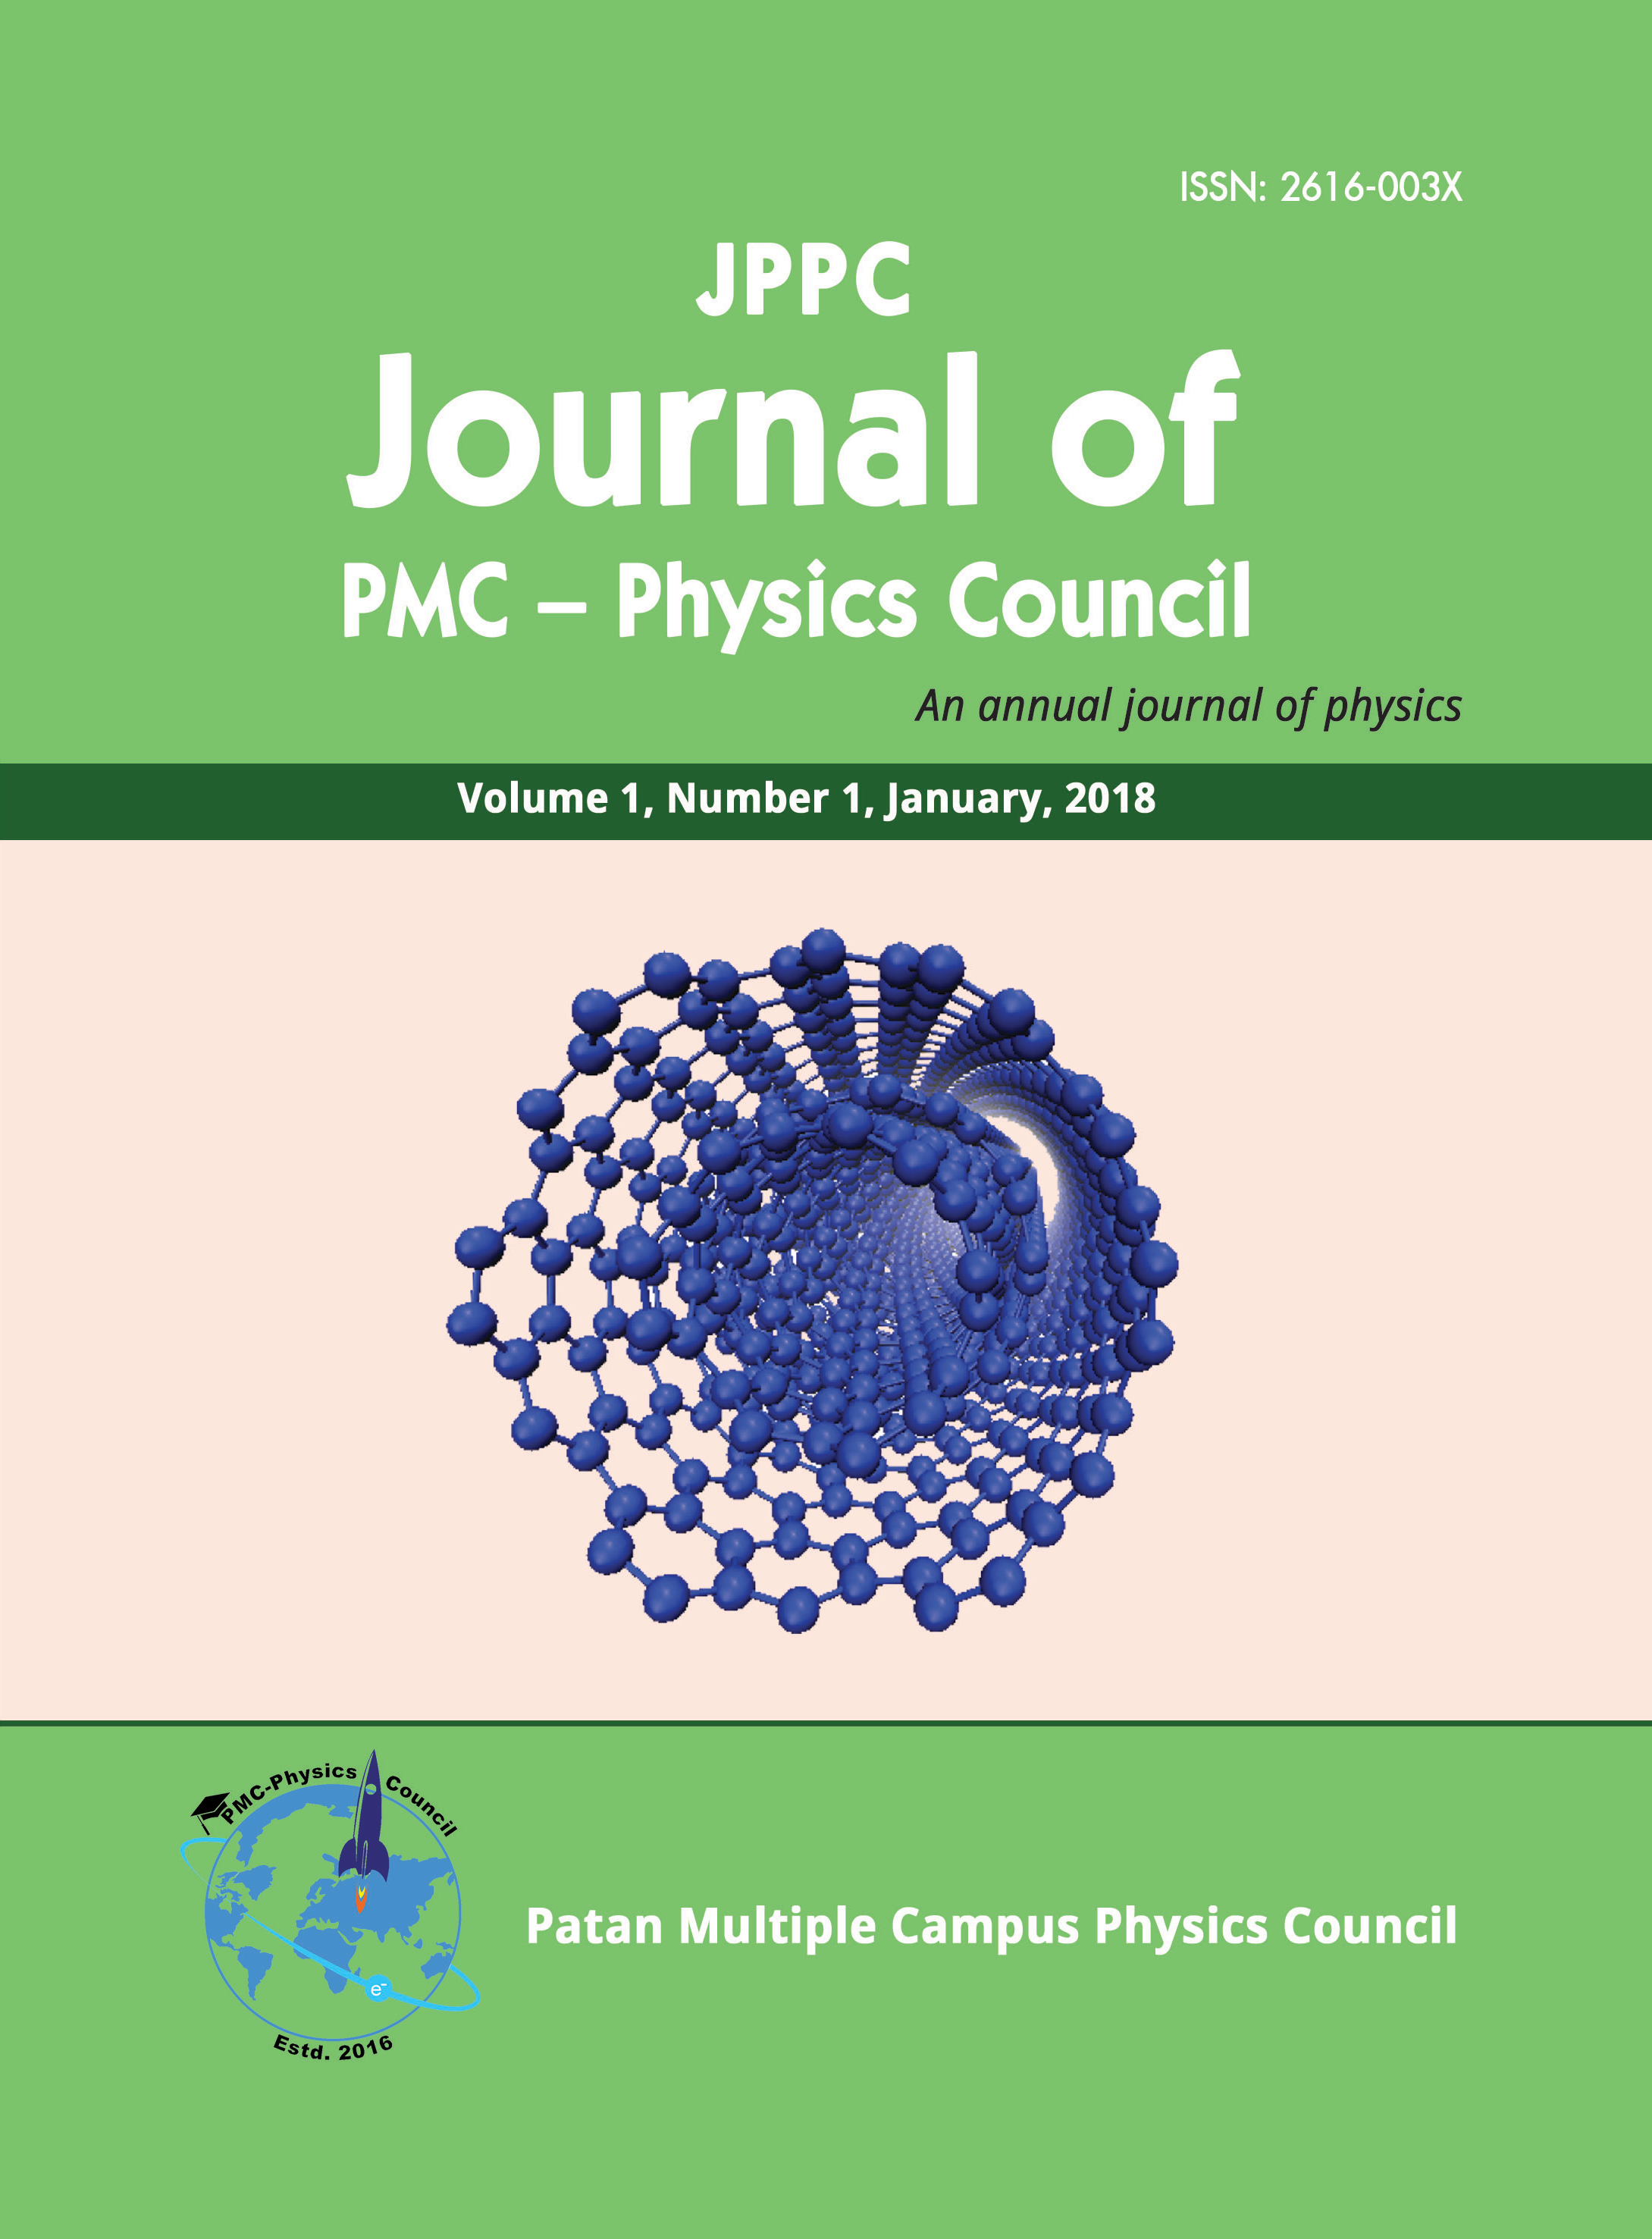 ISSN: 2616-003X
JPPC
Journal of
PMC – Physics Council
An annual journal of physics
Volume 1, Number 1, January, 2018
PMC-Physics Council
e⁻
Estd. 2016
Patan Multiple Campus Physics Council